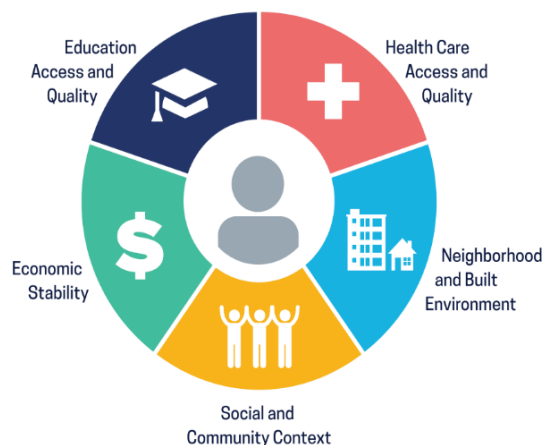 Education
Access and
Quality
Health Care
Access and
Quality
$
Economic
Stability
Neighborhood
and Built
Environment
Social and
Community Context